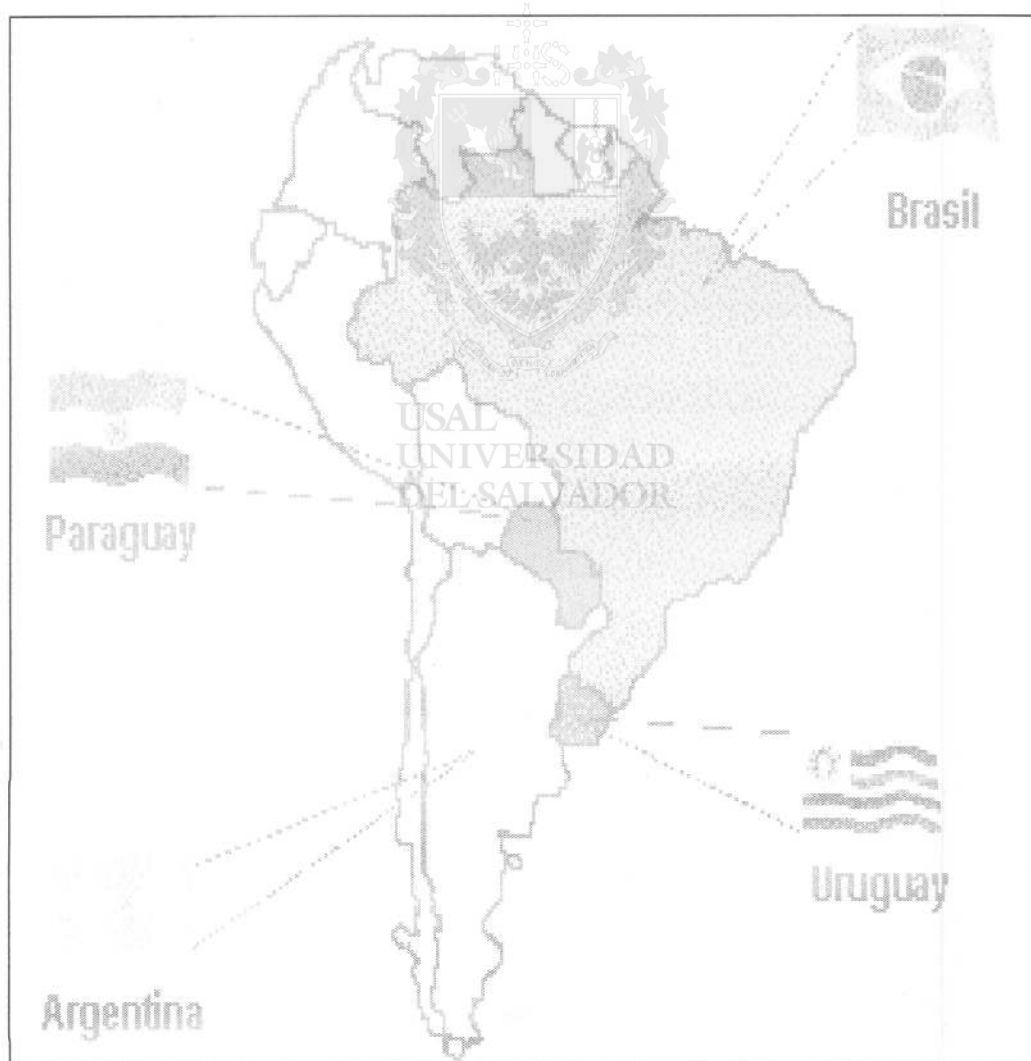 Brasil
Paraguay
USAL
UNIVERSIDAD
DEL SALVADOR
Uruguay
Argentina